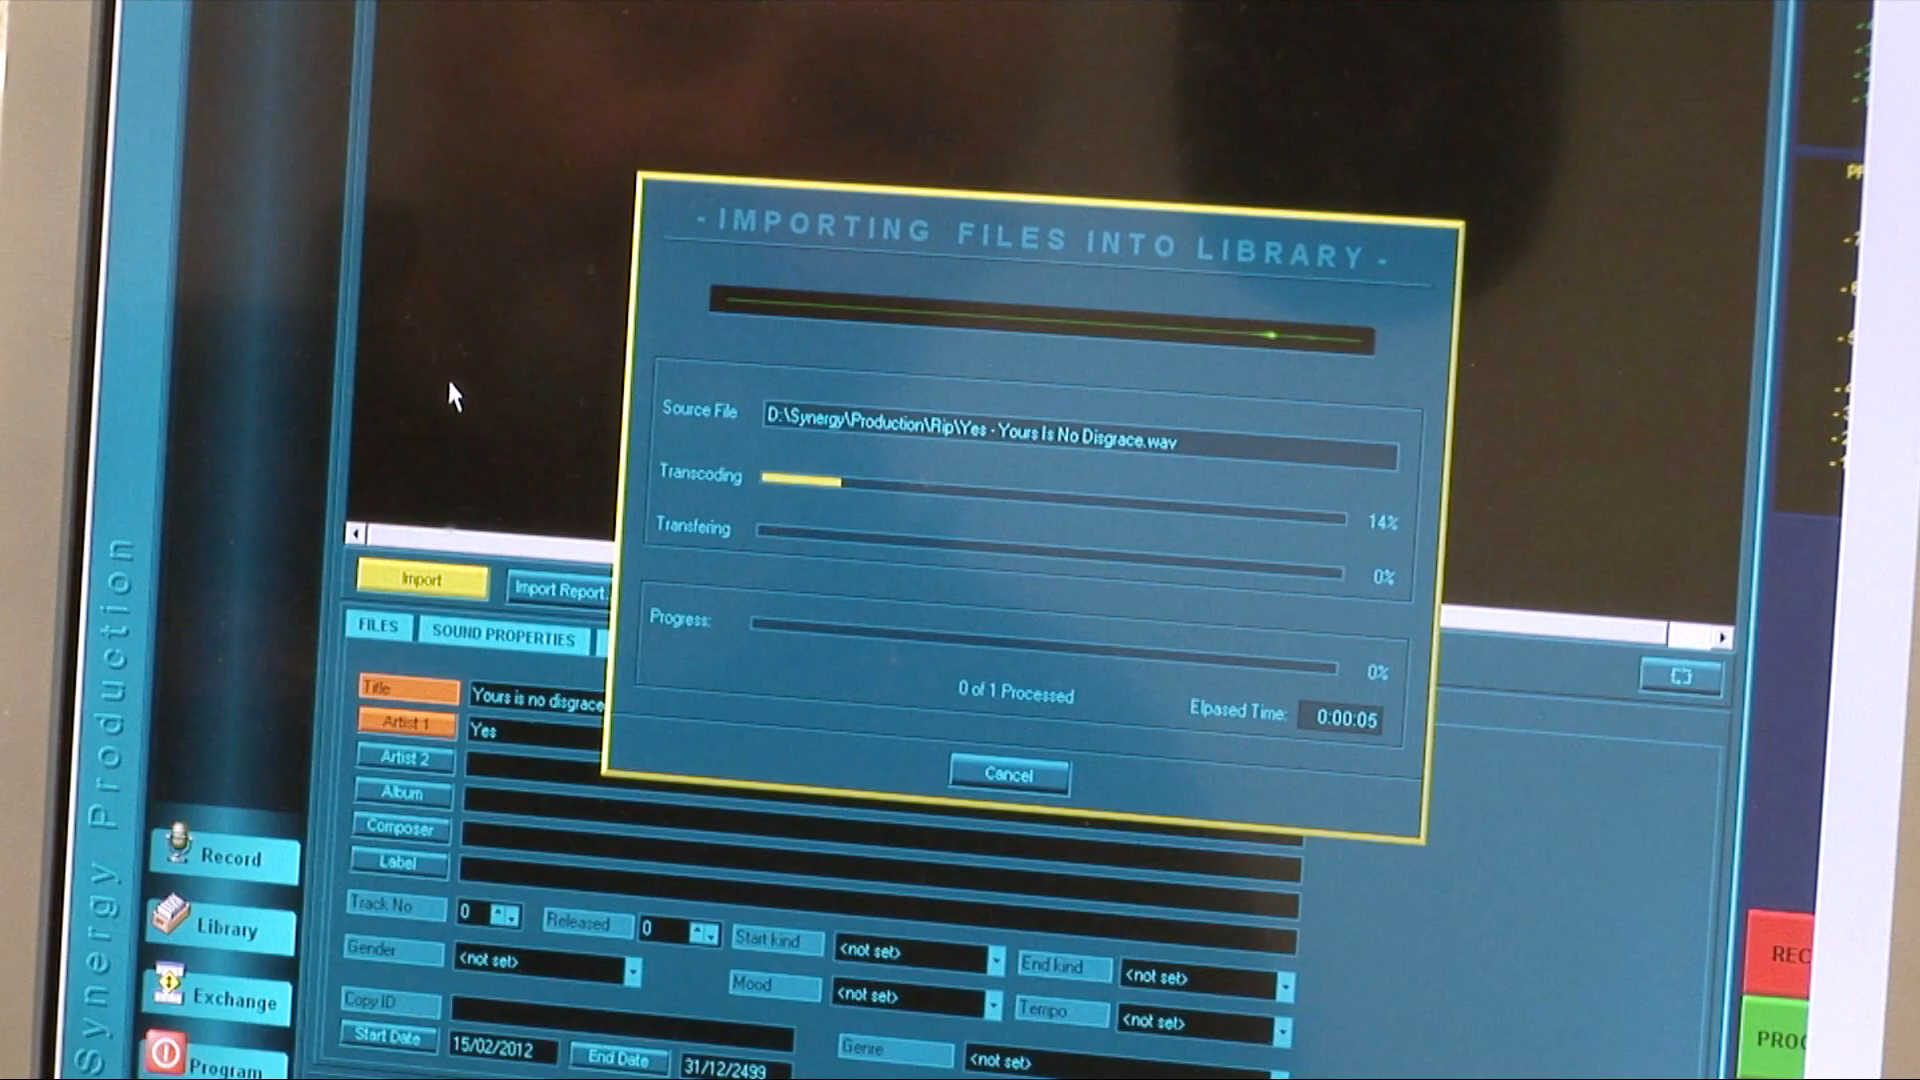 - IMPORTING FILES INTO LIBRARY -
Source File D:\Synergy\Production\Rip\Yes - Yours Is No Disgrace.wav
Transcoding 14%
Transfering 0%
Progress: 0%
0 of 1 Processed
Elpased Time: 0:00:05
Cancel
Import Import Report.
FILES SOUND PROPERTIES
Title Yours is no disgrace
Artist 1 Yes
Artist 2
Album
Composer
Label
Track No 0 Released 0 Start kind <not set> End kind <not set>
Gender <not set> Mood <not set> Tempo <not set>
Copy ID
Start Date 15/02/2012 End Date 31/12/2499 Genre <not set>
Synergy Production
Record
Library
Exchange
Program
REC
PROG